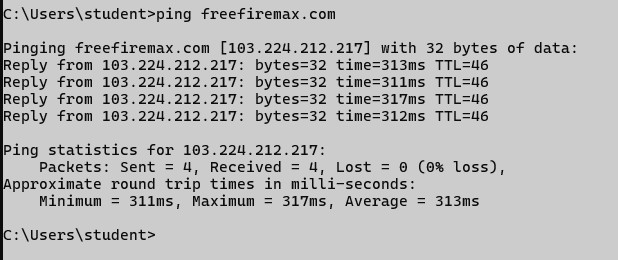 C:\Users\student>ping freefiremax.com
Pinging freefiremax.com [103.224.212.217] with 32 bytes of data:
Reply from 103.224.212.217: bytes=32 time=313ms TTL=46
Reply from 103.224.212.217: bytes=32 time=311ms TTL=46
Reply from 103.224.212.217: bytes=32 time=317ms TTL=46
Reply from 103.224.212.217: bytes=32 time=312ms TTL=46
Ping statistics for 103.224.212.217:
    Packets: Sent = 4, Received = 4, Lost = 0 (0% loss),
Approximate round trip times in milli-seconds:
    Minimum = 311ms, Maximum = 317ms, Average = 313ms
C:\Users\student>